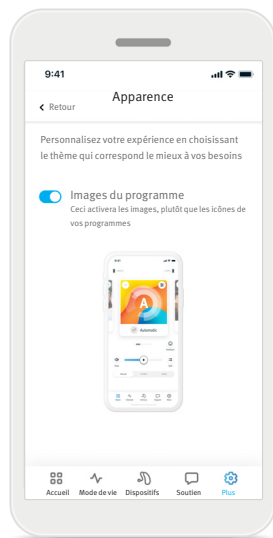 9:41
Apparence
Retour
Personnalisez votre expérience en choisissant
le thème qui correspond le mieux à vos besoins
Images du programme
Ceci activera les images, plutôt que les icônes de
vos programmes
A
Automatic
Accueil Mode de vie Dispositifs Soutien Plus